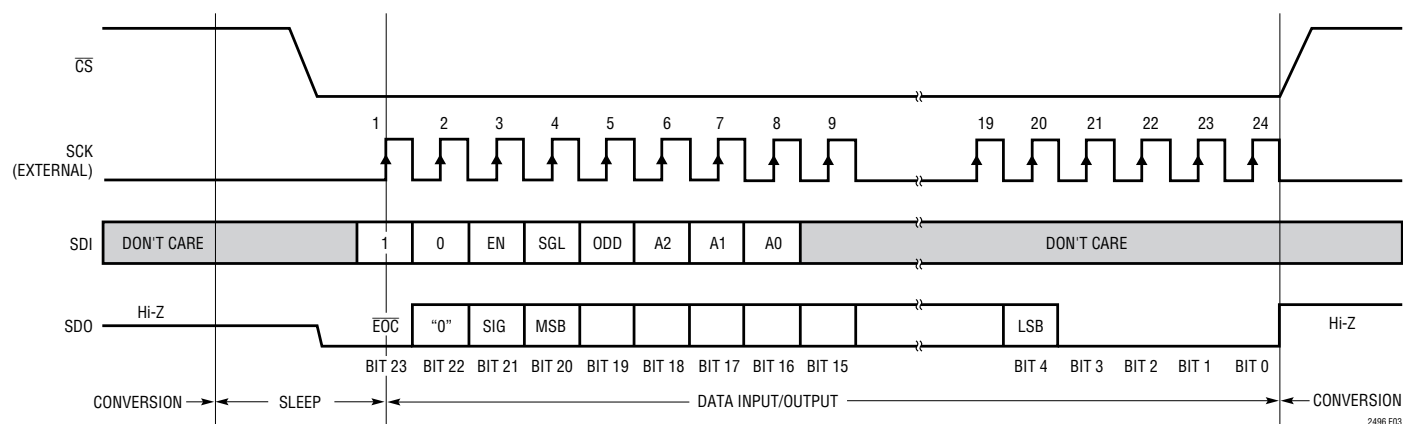 CS
1 2 3 4 5 6 7 8 9 19 20 21 22 23 24
SCK
(EXTERNAL)
SDI DON'T CARE 1 0 EN SGL ODD A2 A1 A0 DON'T CARE
Hi-Z
SDO EOC "0" SIG MSB LSB Hi-Z
BIT 23 BIT 22 BIT 21 BIT 20 BIT 19 BIT 18 BIT 17 BIT 16 BIT 15 BIT 4 BIT 3 BIT 2 BIT 1 BIT 0
CONVERSION SLEEP DATA INPUT/OUTPUT CONVERSION
2496 F03